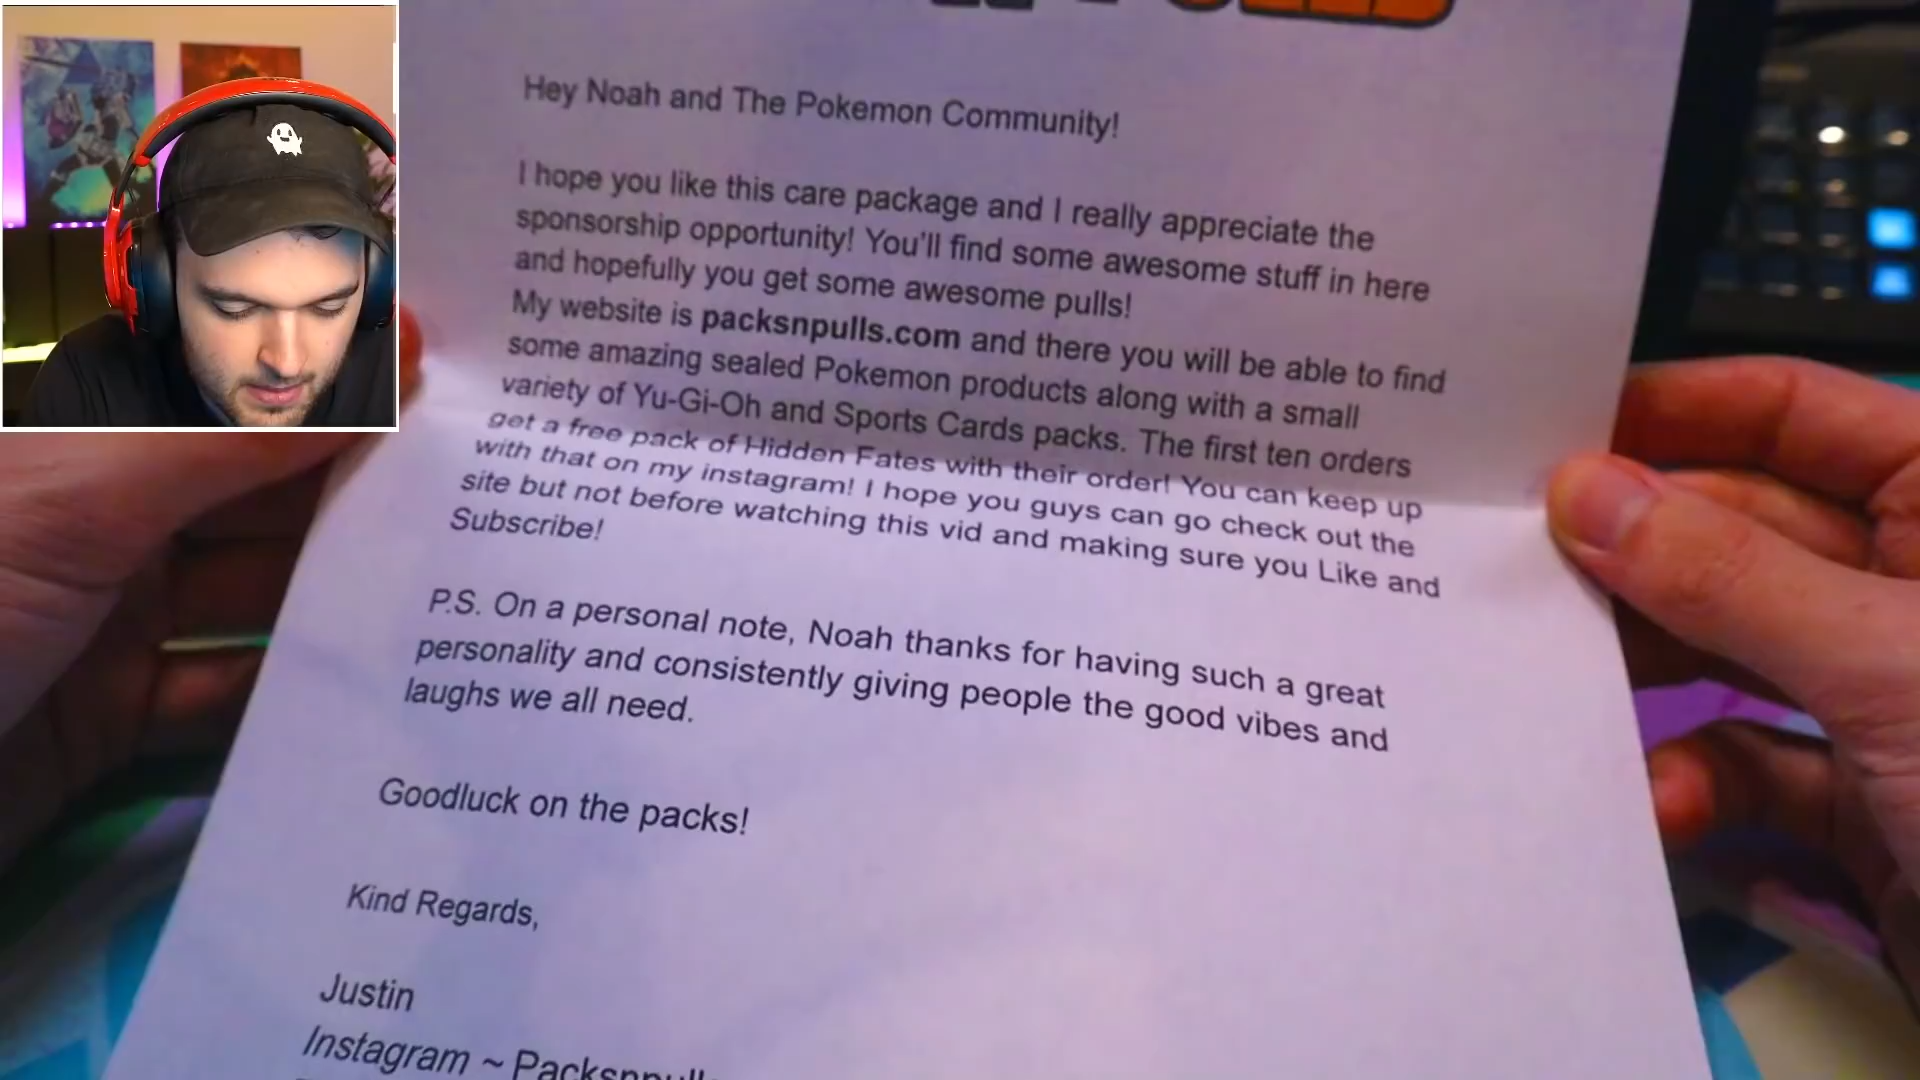 Hey Noah and The Pokemon Community!
I hope you like this care package and I really appreciate the
sponsorship opportunity! You'll find some awesome stuff in here
and hopefully you get some awesome pulls!
My website is packsnpulls.com and there you will be able to find
some amazing sealed Pokemon products along with a small
variety of Yu-Gi-Oh and Sports Cards packs. The first ten orders
get a free pack of Hidden Fates with their order! You can keep up
with that on my instagram! I hope you guys can go check out the
site but not before watching this vid and making sure you Like and
Subscribe!
P.S. On a personal note, Noah thanks for having such a great
personality and consistently giving people the good vibes and
laughs we all need.
Goodluck on the packs!
Kind Regards,
Justin
Instagram ~ Packsnpulls